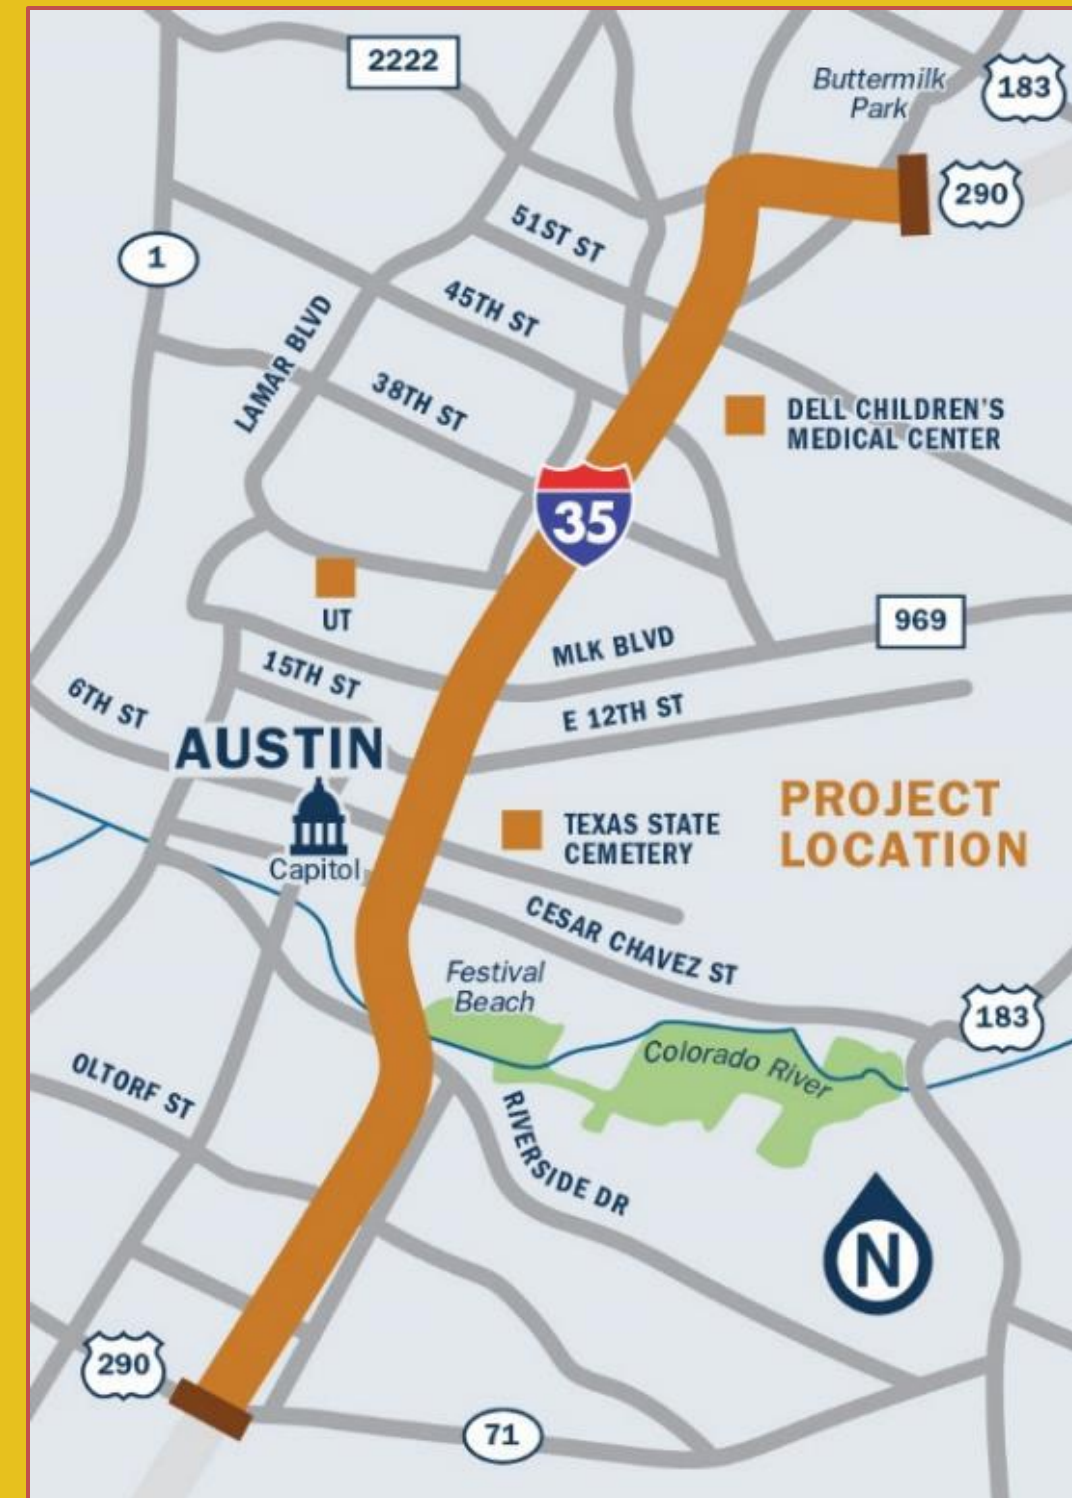 2222
Buttermilk
Park
183
290
51ST ST
1
45TH ST
LAMAR BLVD
38TH ST
DELL CHILDREN'S
MEDICAL CENTER
35
UT
969
MLK BLVD
15TH ST
6TH ST
E 12TH ST
AUSTIN
PROJECT
LOCATION
TEXAS STATE
CEMETERY
Capitol
CESAR CHAVEZ ST
Festival
Beach
183
Colorado River
OLTORF ST
RIVERSIDE DR
N
290
71